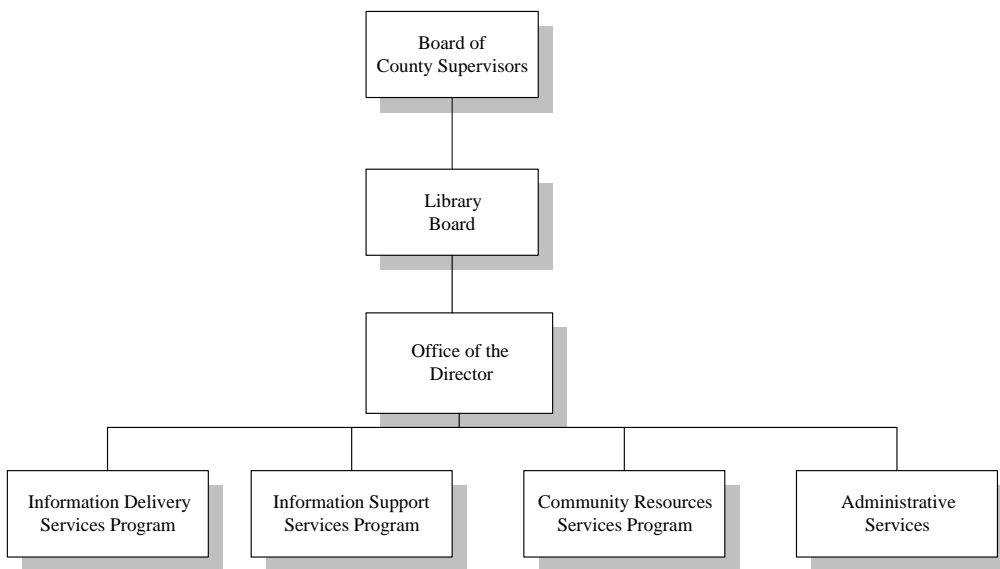 Board of
County Supervisors
Library
Board
Office of the
Director
Information Delivery
Services Program
Information Support
Services Program
Community Resources
Services Program
Administrative
Services